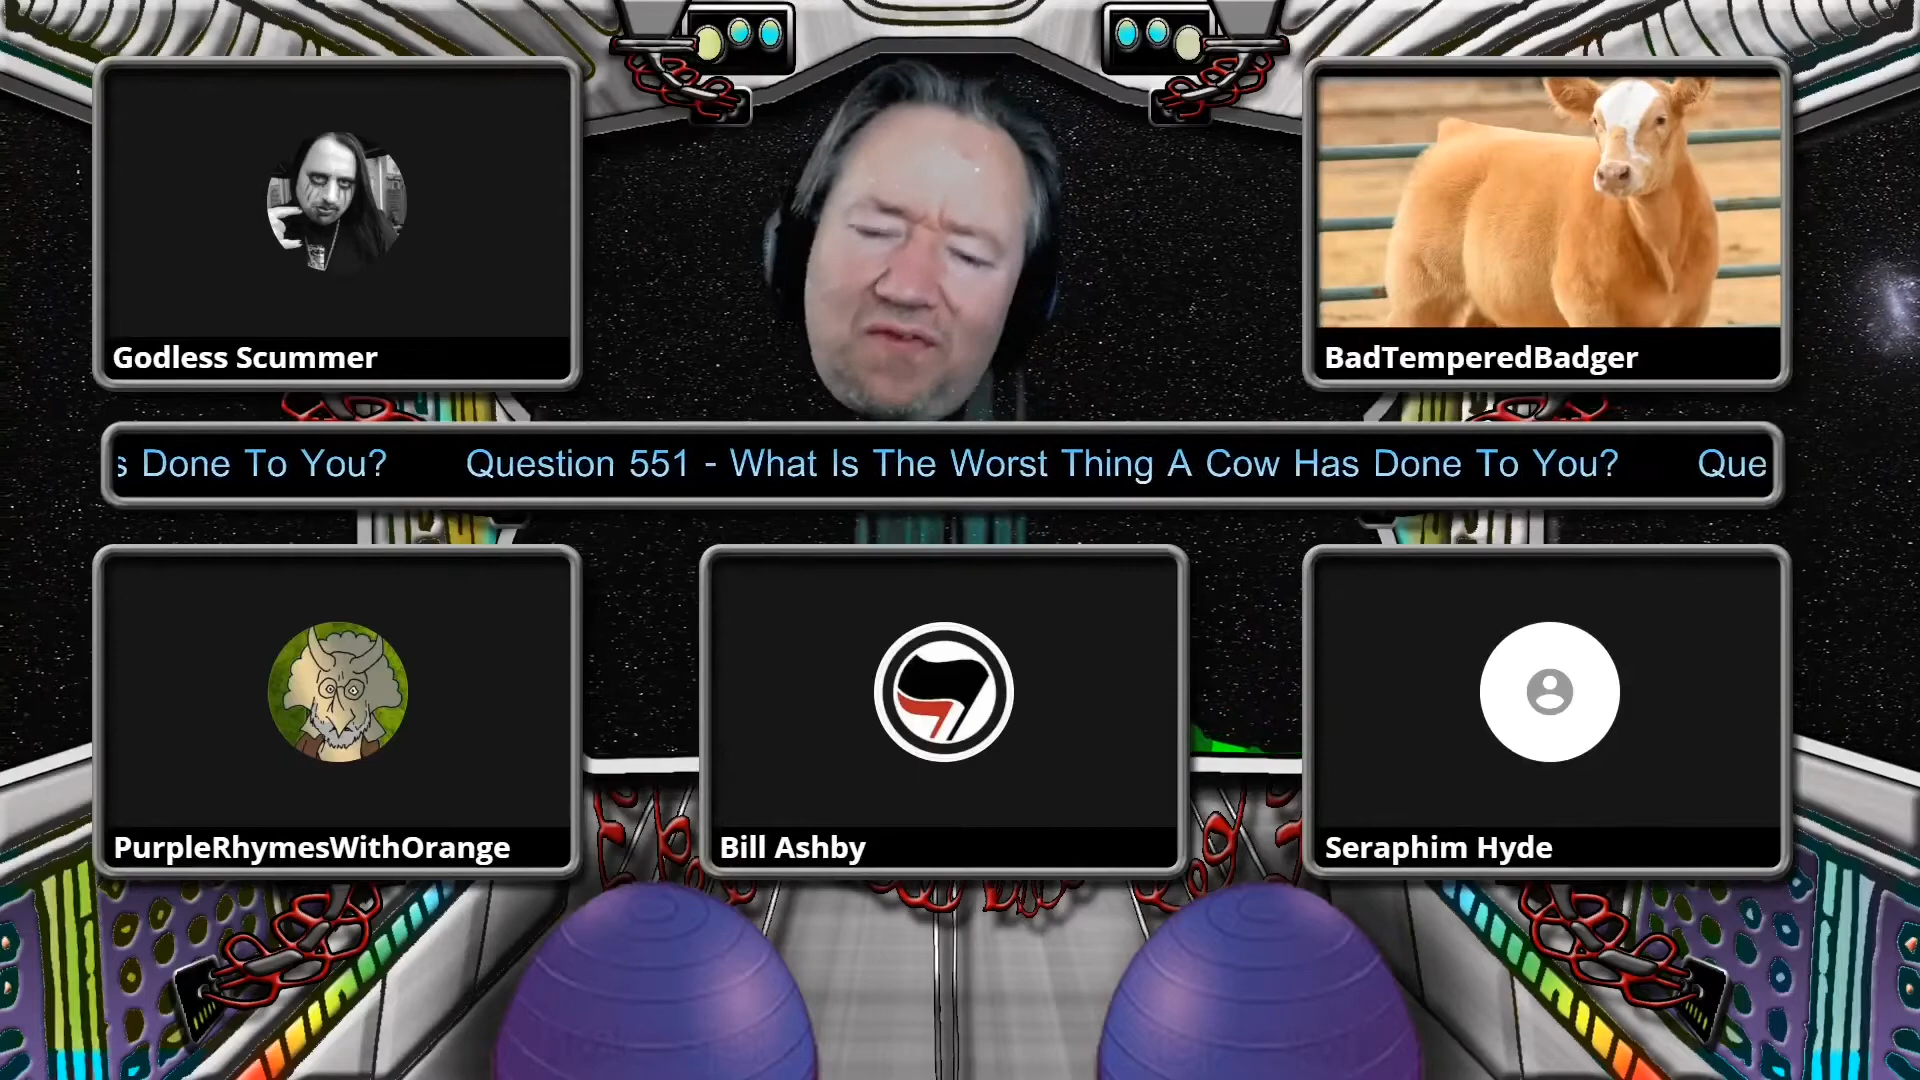 Godless Scummer
BadTemperedBadger
s Done To You? Question 551 - What Is The Worst Thing A Cow Has Done To You? Que
PurpleRhymesWithOrange
Bill Ashby
Seraphim Hyde